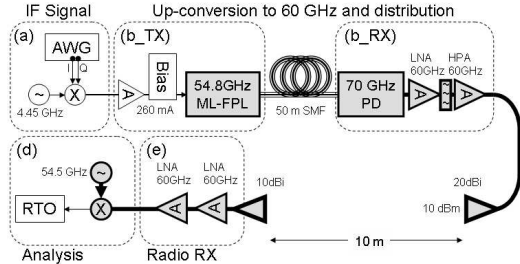 IF Signal
Up-conversion to 60 GHz and distribution
(a)
AWG
I
Q
X
~
4.45 GHz
(b_TX)
A
Bias
260 mA
54.8GHz
ML-FPL
50 m SMF
(b_RX)
70 GHz
PD
LNA
60GHz
HPA
60GHz
A
A
(d)
54.5 GHz
~
RTO
X
Analysis
(e)
LNA
60GHz
LNA
60GHz
A
A
Radio RX
10dBi
20dBi
10 dBm
10 m